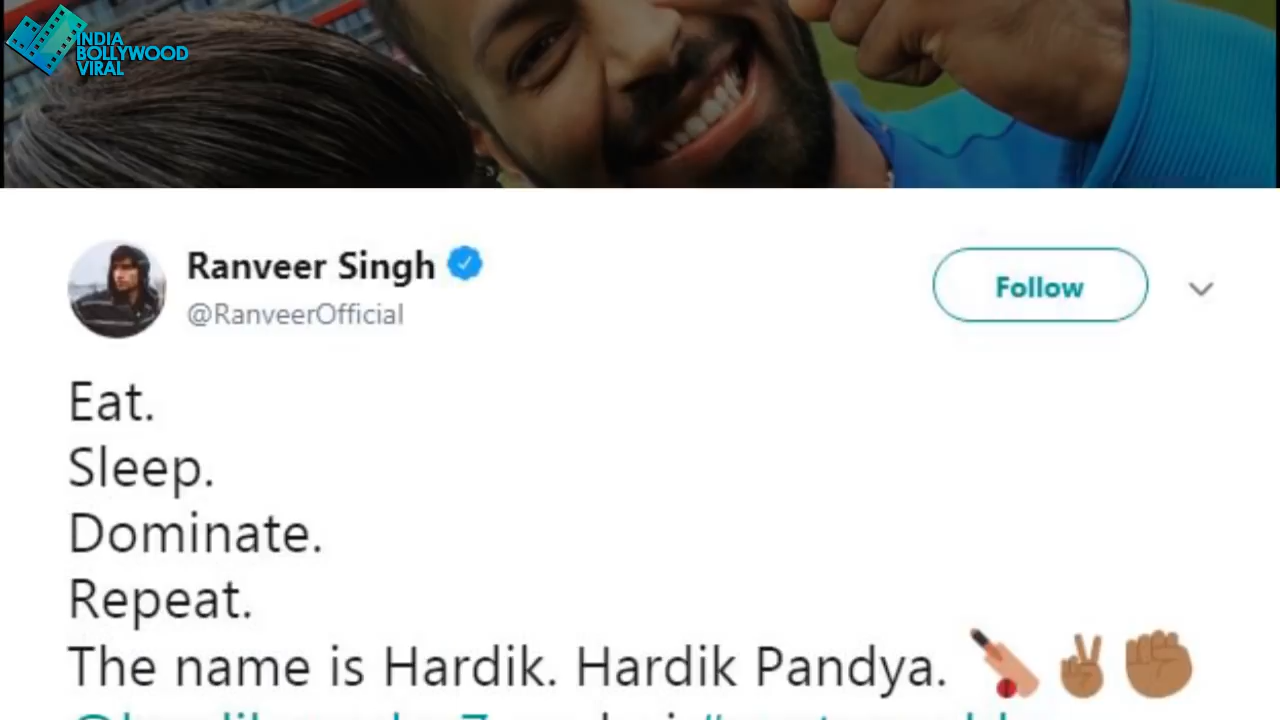 INDIA
BOLLYWOOD
VIRAL
Ranveer Singh
@RanveerOfficial
Follow
Eat.
Sleep.
Dominate.
Repeat.
The name is Hardik. Hardik Pandya.